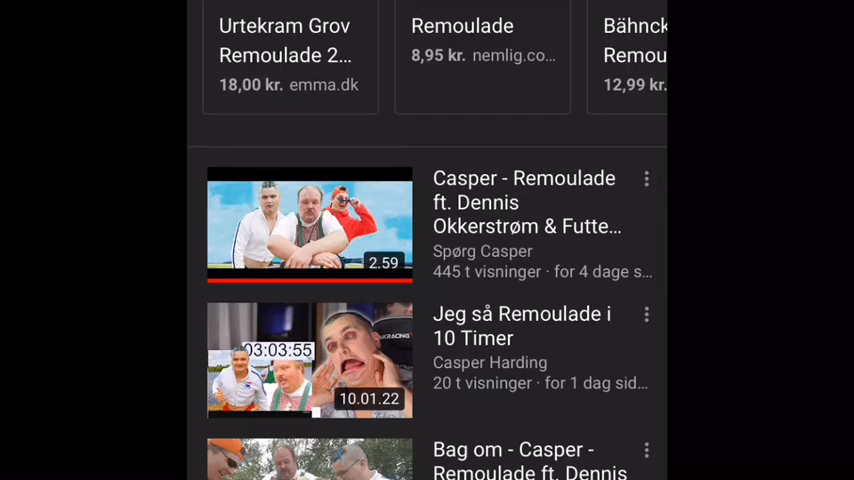 Urtekram Grov
Remoulade 2...
18,00 kr. emma.dk
Remoulade
8,95 kr. nemlig.co...
Bähnck
Remou
12,99 kr.
Casper - Remoulade
ft. Dennis
Okkerstrøm & Futte...
Spørg Casper
445 t visninger · for 4 dage s...
2.59
Jeg så Remoulade i
10 Timer
Casper Harding
20 t visninger · for 1 dag sid...
03:03:55
AKRACING
10.01.22
Bag om - Casper -
Remoulade ft. Dennis